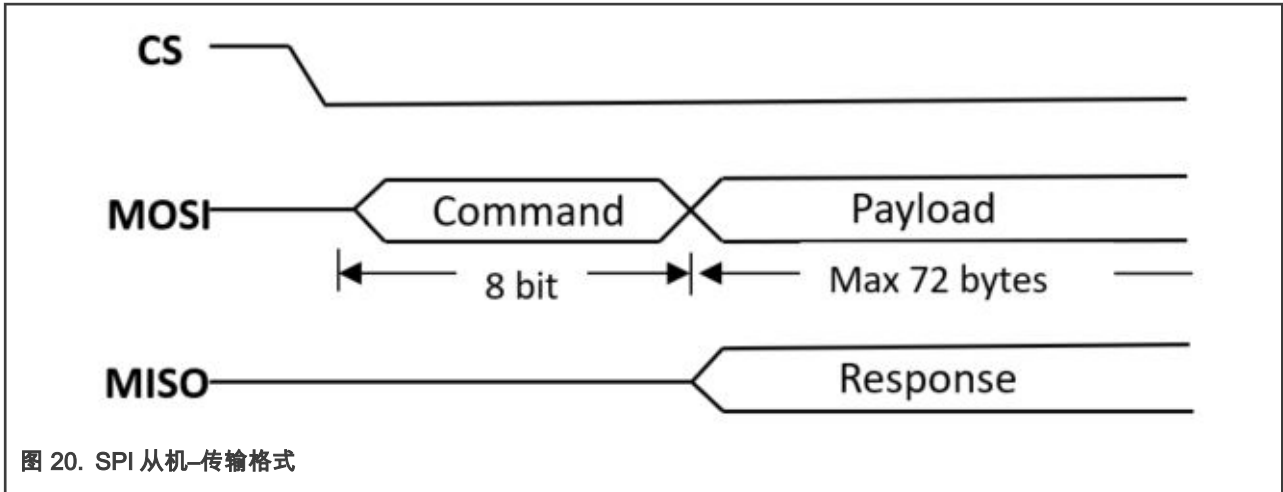 CS
MOSI Command Payload
8 bit Max 72 bytes
MISO Response
图 20. SPI 从机–传输格式